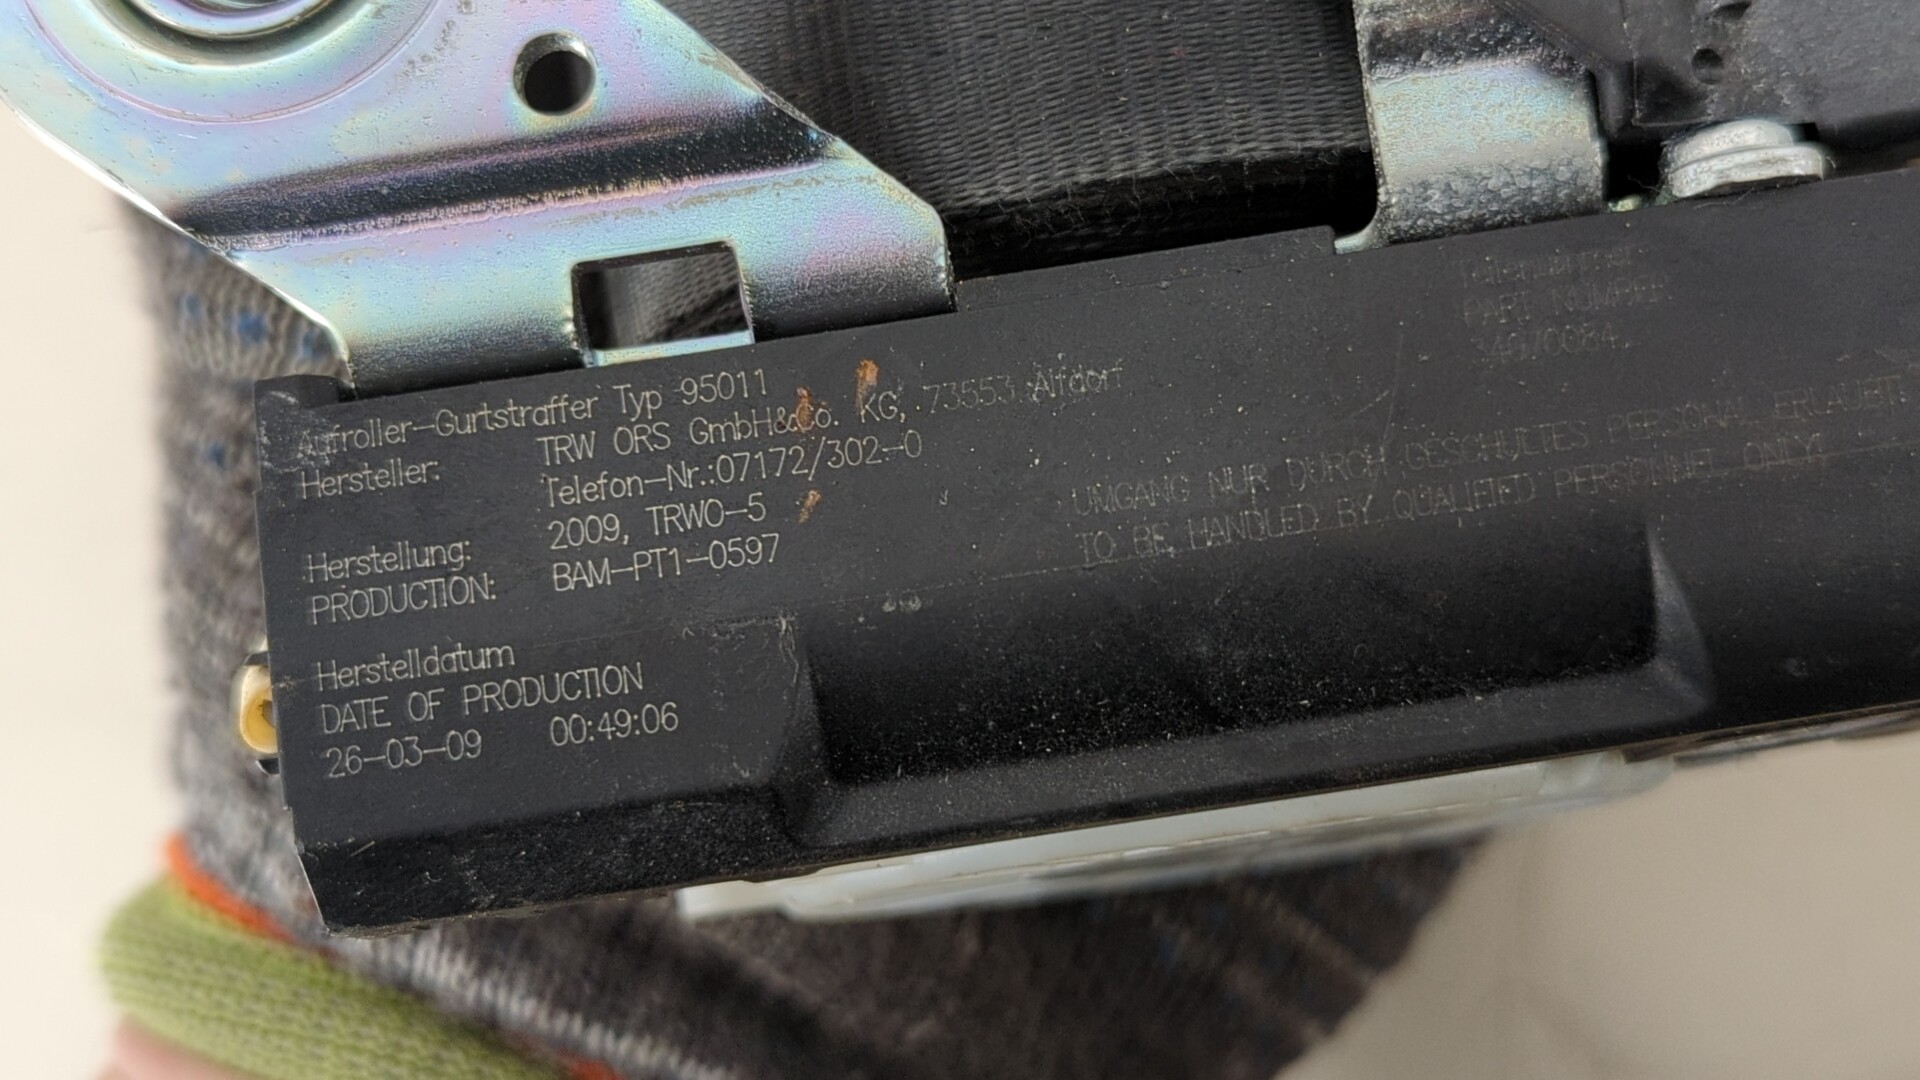 Aufroller-Gurtstraffer Typ 95011
Hersteller: TRW ORS GmbH&Co. KG, 73553 Alfdorf
Telefon-Nr.:07172/302-0
Herstellung: 2009, TRWO-5
PRODUCTION: BAM-PT1-0597
Herstelldatum
DATE OF PRODUCTION
26-03-09 00:49:06
Teilenummer
PART NUMBER
UMGANG NUR DURCH GESCHULTES PERSONAL ERLAUBT!
TO BE HANDLED BY QUALIFIED PERSONNEL ONLY!